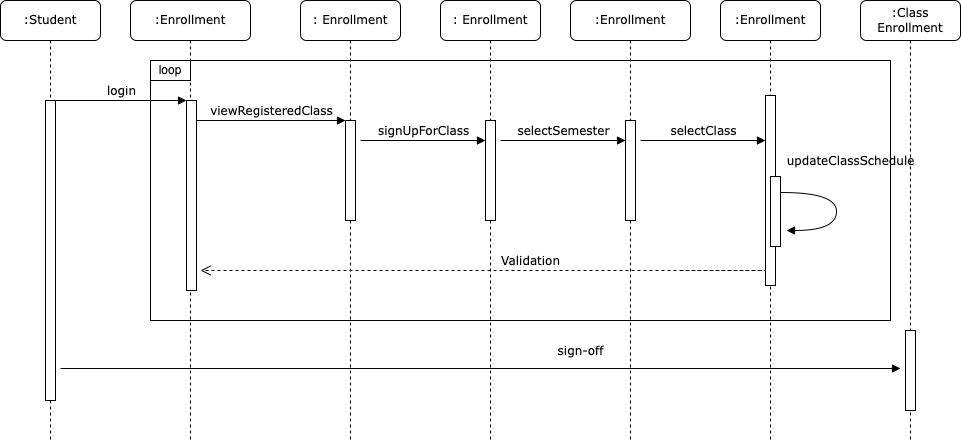 :Student
:Enrollment
: Enrollment
: Enrollment
:Enrollment
:Enrollment
:Class
Enrollment
loop
login
viewRegisteredClass
signUpForClass
selectSemester
selectClass
updateClassSchedule
Validation
sign-off